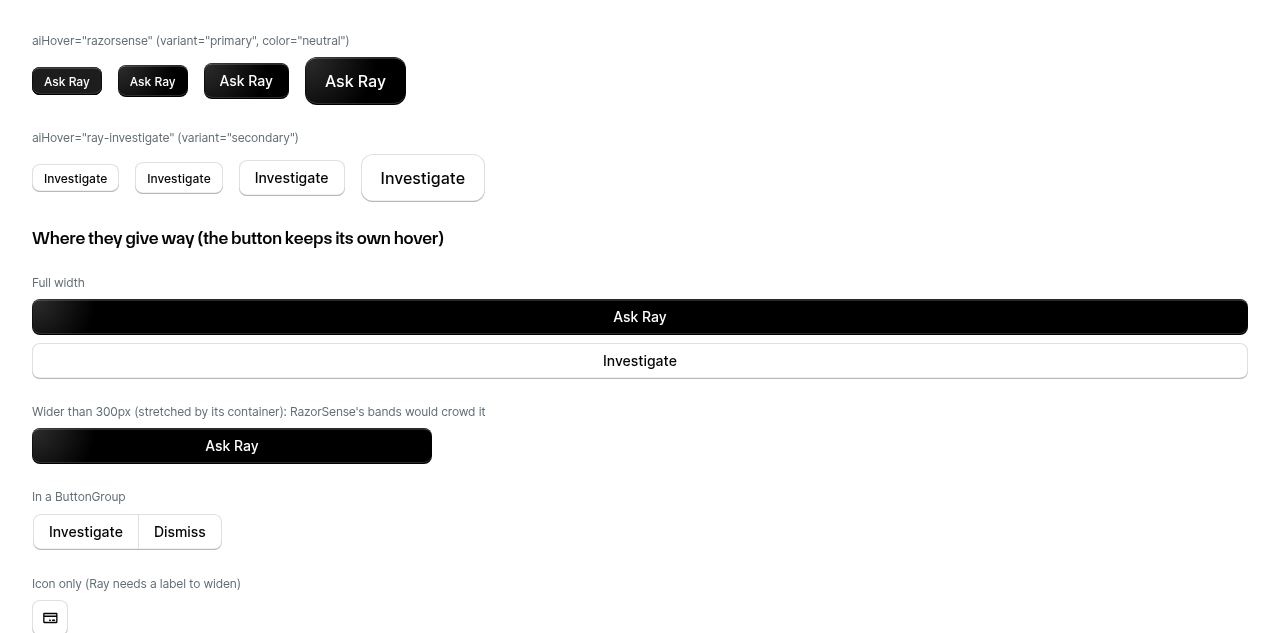 aiHover="razorsense" (variant="primary", color="neutral")
Ask Ray Ask Ray Ask Ray Ask Ray
aiHover="ray-investigate" (variant="secondary")
Investigate Investigate Investigate Investigate
Where they give way (the button keeps its own hover)
Full width
Ask Ray
Investigate
Wider than 300px (stretched by its container): RazorSense's bands would crowd it
Ask Ray
In a ButtonGroup
Investigate Dismiss
Icon only (Ray needs a label to widen)